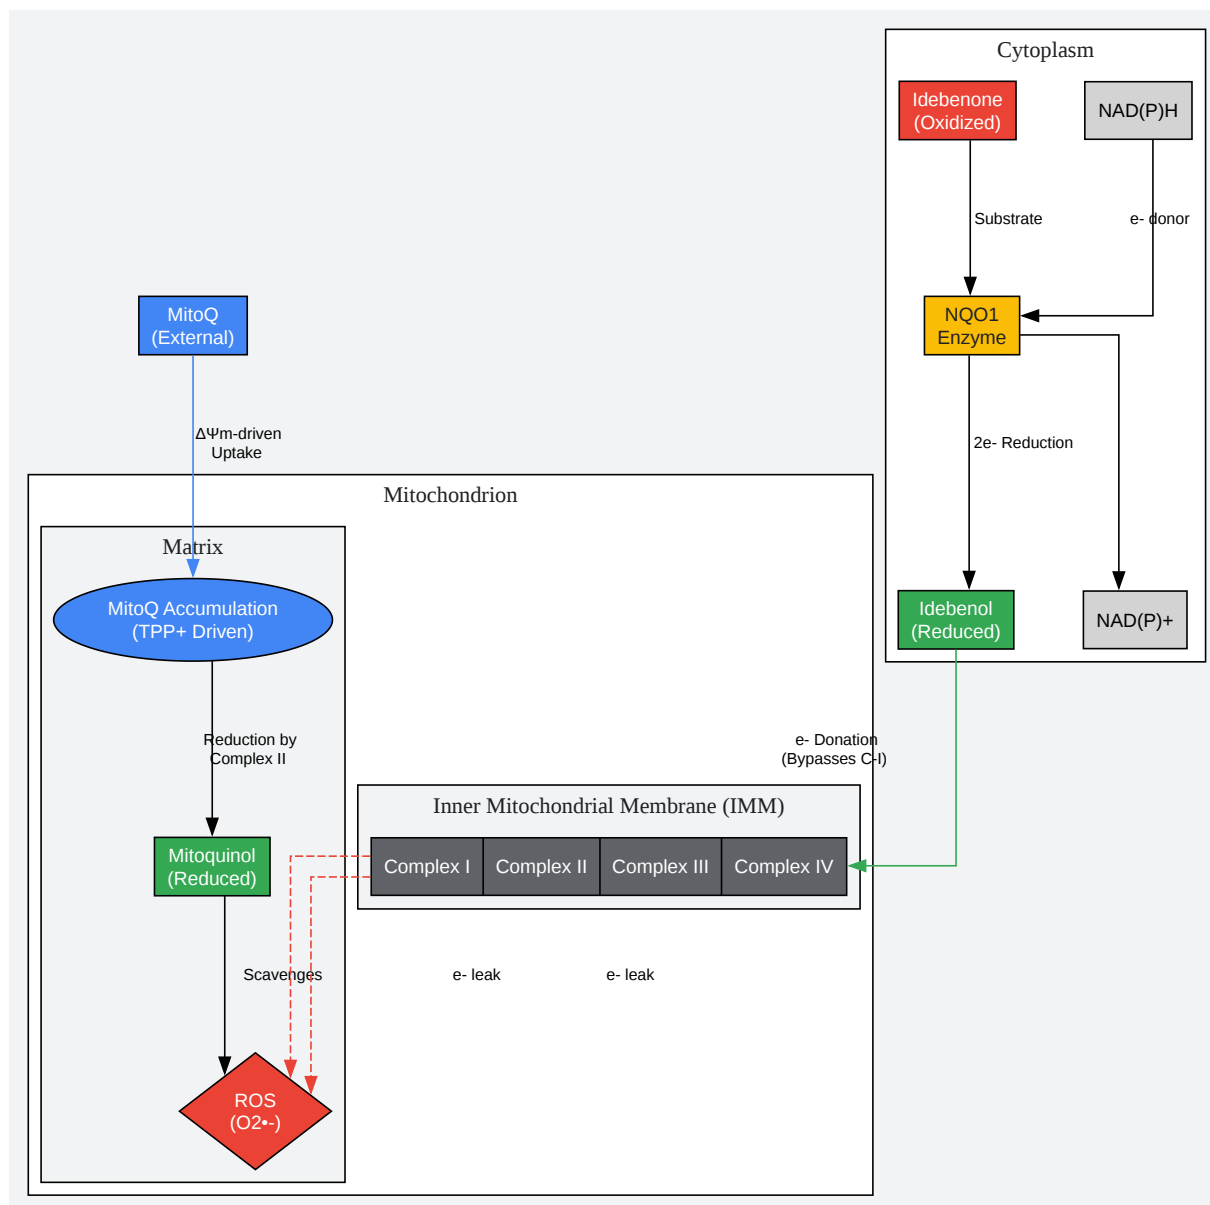 Cytoplasm
Idebenone
(Oxidized)
NAD(P)H
Substrate
e- donor
MitoQ
(External)
NQO1
Enzyme
ΔΨm-driven
Uptake
2e- Reduction
Mitochondrion
Matrix
MitoQ Accumulation
(TPP+ Driven)
Idebenol
(Reduced)
NAD(P)+
Reduction by
Complex II
e- Donation
(Bypasses C-I)
Inner Mitochondrial Membrane (IMM)
Mitoquinol
(Reduced)
Complex I
Complex II
Complex III
Complex IV
Scavenges
e- leak
e- leak
ROS
(O2•-)